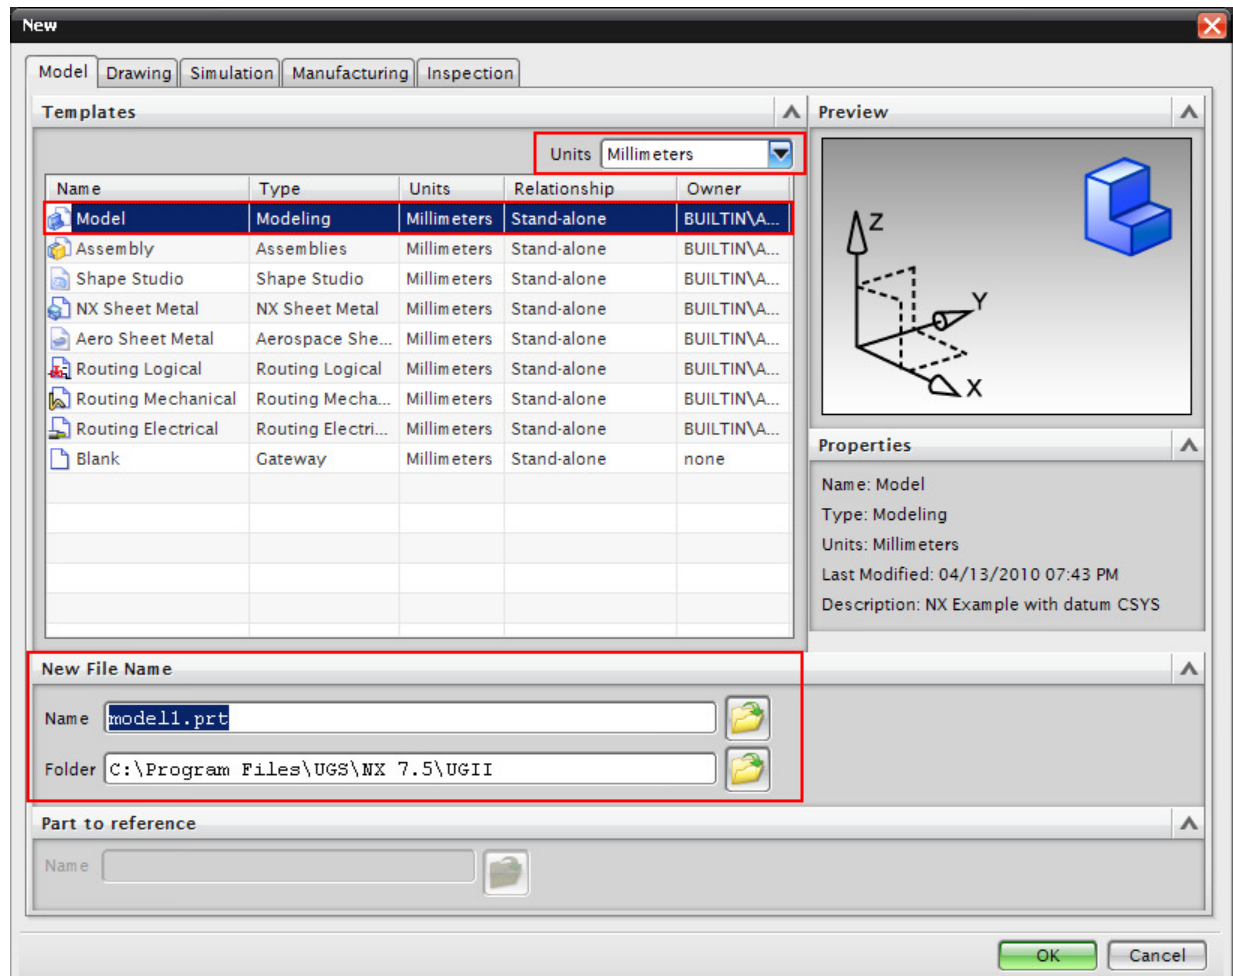 New
Model Drawing Simulation Manufacturing Inspection
Templates
Units Millimeters
Name Type Units Relationship Owner
Model Modeling Millimeters Stand-alone BUILTIN\A...
Assembly Assemblies Millimeters Stand-alone BUILTIN\A...
Shape Studio Shape Studio Millimeters Stand-alone BUILTIN\A...
NX Sheet Metal NX Sheet Metal Millimeters Stand-alone BUILTIN\A...
Aero Sheet Metal Aerospace She... Millimeters Stand-alone BUILTIN\A...
Routing Logical Routing Logical Millimeters Stand-alone BUILTIN\A...
Routing Mechanical Routing Mecha... Millimeters Stand-alone BUILTIN\A...
Routing Electrical Routing Electri... Millimeters Stand-alone BUILTIN\A...
Blank Gateway Millimeters Stand-alone none
Preview
Z
Y
X
Properties
Name: Model
Type: Modeling
Units: Millimeters
Last Modified: 04/13/2010 07:43 PM
Description: NX Example with datum CSYS
New File Name
Name model1.prt
Folder C:\Program Files\UGS\NX 7.5\UGII
Part to reference
Name
OK Cancel